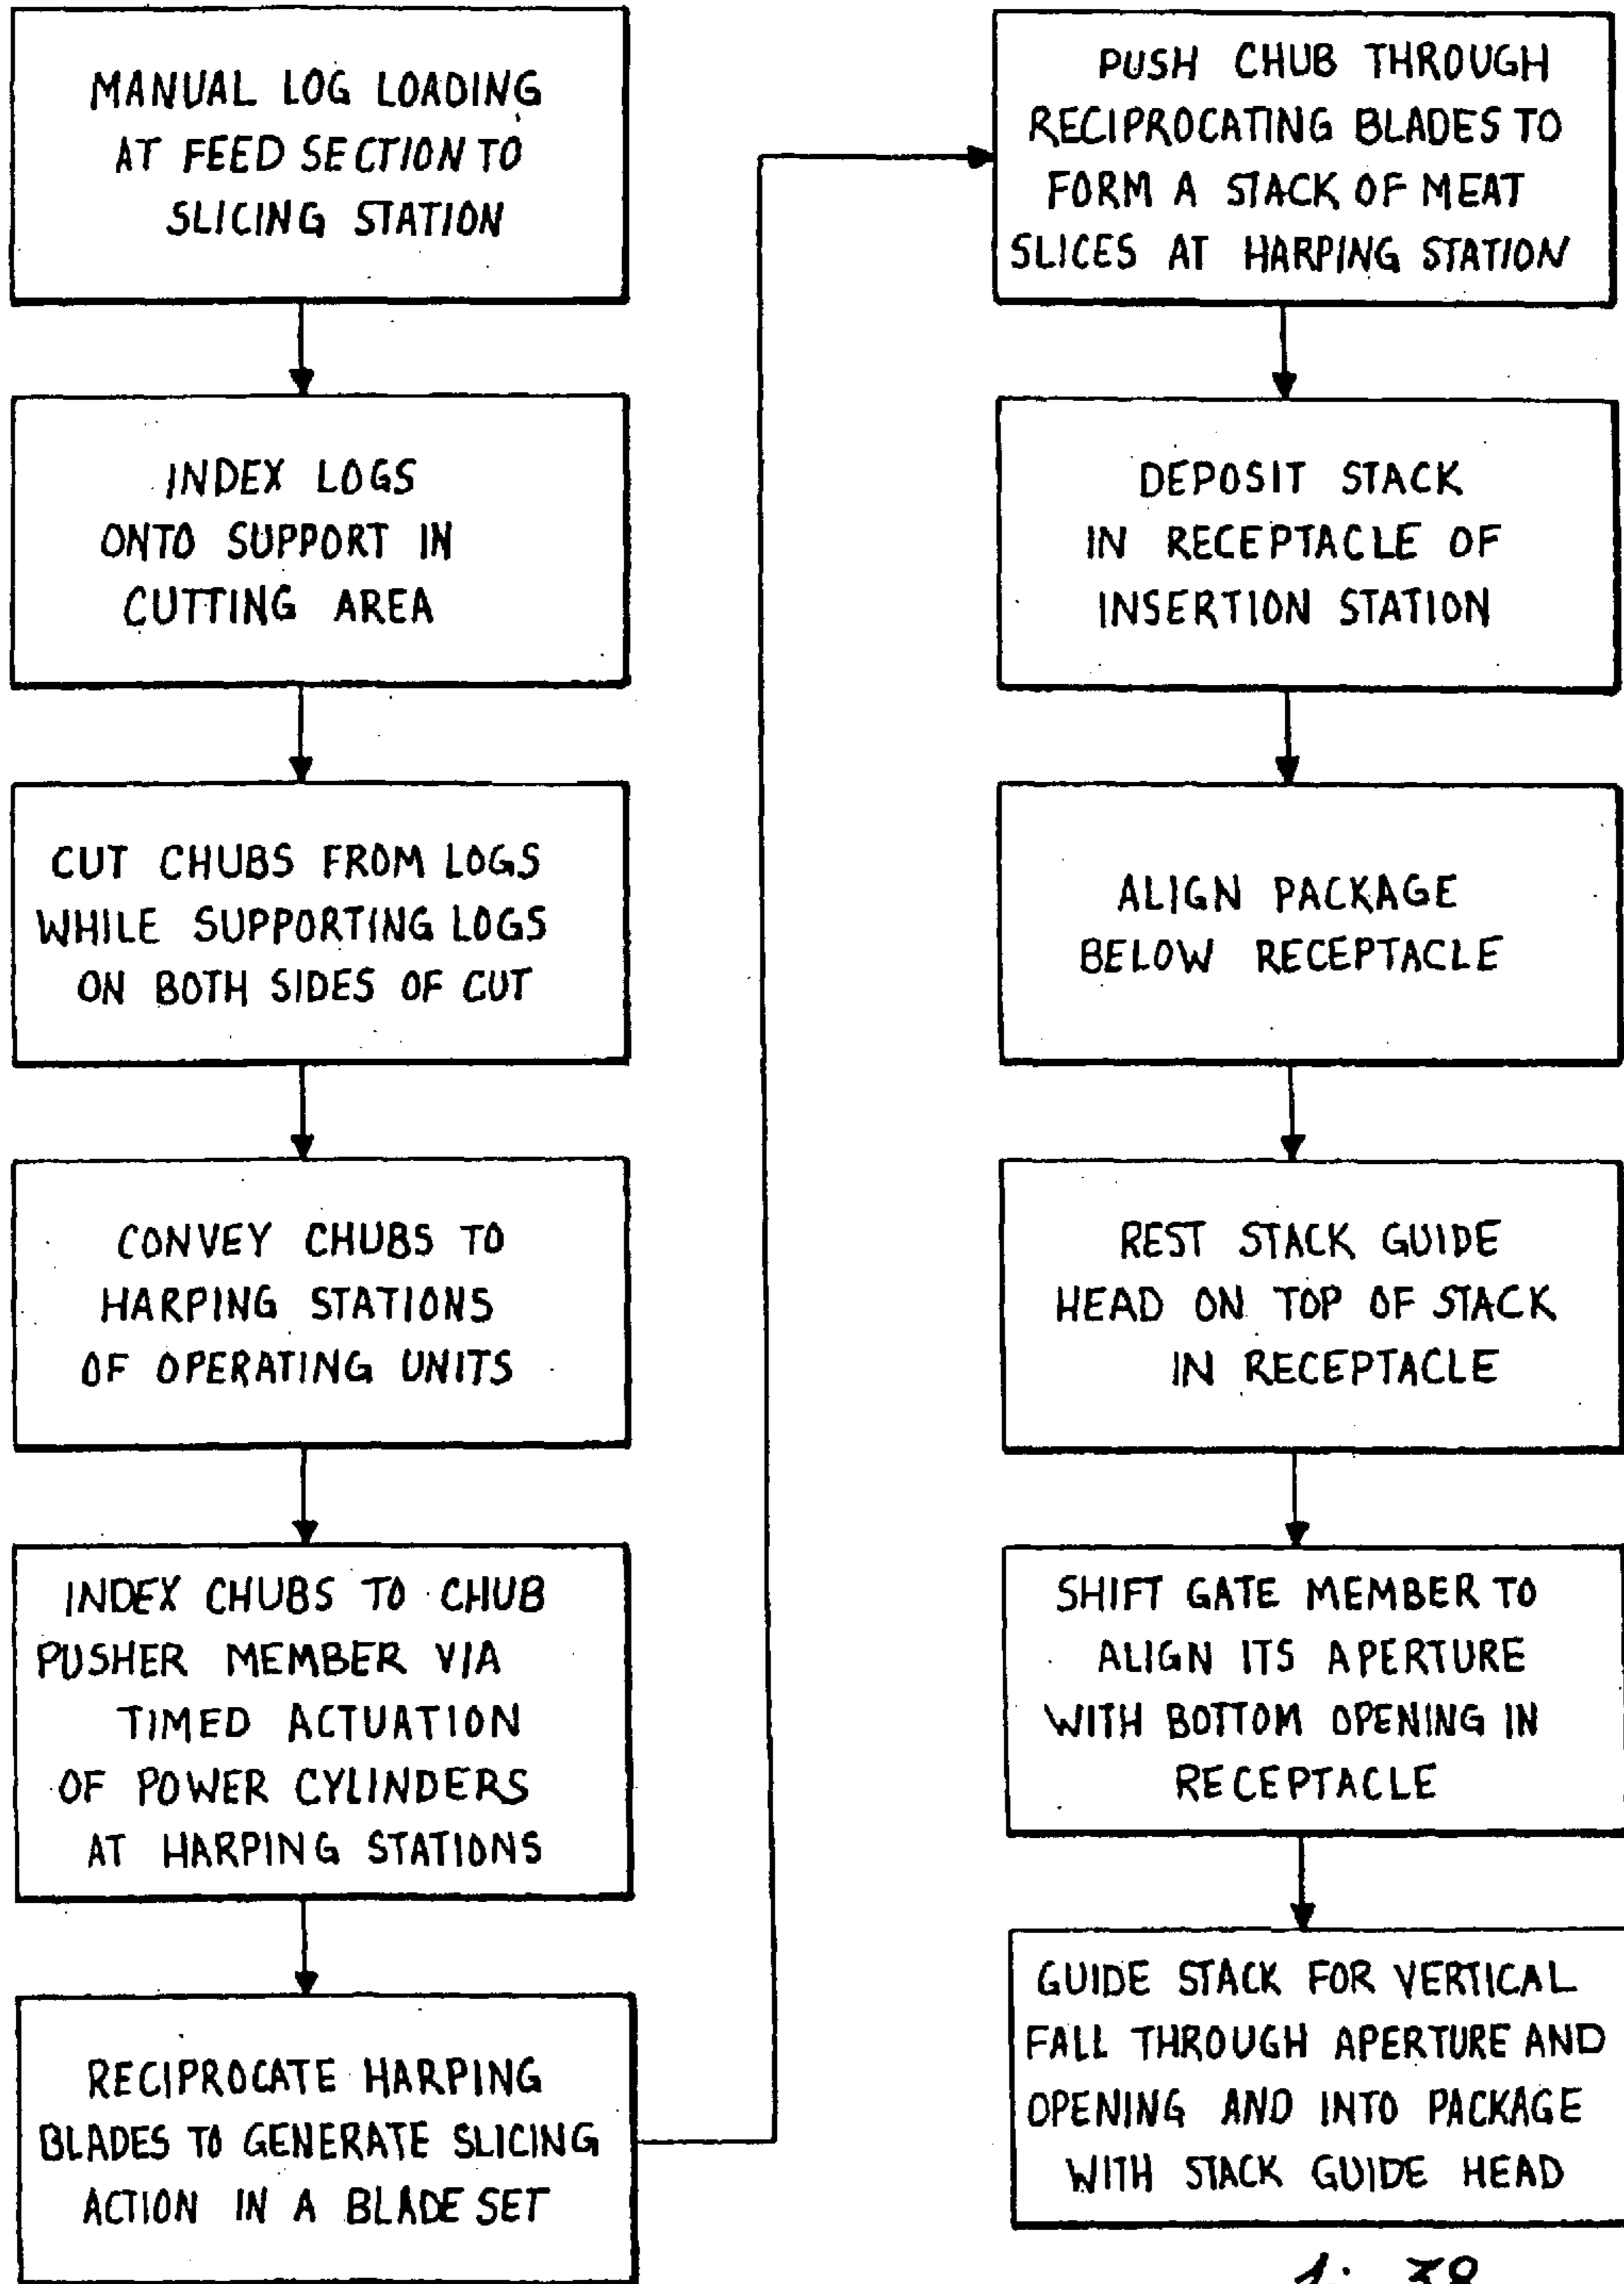 MANUAL LOG LOADING
AT FEED SECTION TO
SLICING STATION
INDEX LOGS
ONTO SUPPORT IN
CUTTING AREA
CUT CHUBS FROM LOGS
WHILE SUPPORTING LOGS
ON BOTH SIDES OF CUT
CONVEY CHUBS TO
HARPING STATIONS
OF OPERATING UNITS
INDEX CHUBS TO CHUB
PUSHER MEMBER VIA
TIMED ACTUATION
OF POWER CYLINDERS
AT HARPING STATIONS
RECIPROCATE HARPING
BLADES TO GENERATE SLICING
ACTION IN A BLADE SET
PUSH CHUB THROUGH
RECIPROCATING BLADES TO
FORM A STACK OF MEAT
SLICES AT HARPING STATION
DEPOSIT STACK
IN RECEPTACLE OF
INSERTION STATION
ALIGN PACKAGE
BELOW RECEPTACLE
REST STACK GUIDE
HEAD ON TOP OF STACK
IN RECEPTACLE
SHIFT GATE MEMBER TO
ALIGN ITS APERTURE
WITH BOTTOM OPENING IN
RECEPTACLE
GUIDE STACK FOR VERTICAL
FALL THROUGH APERTURE AND
OPENING AND INTO PACKAGE
WITH STACK GUIDE HEAD
38